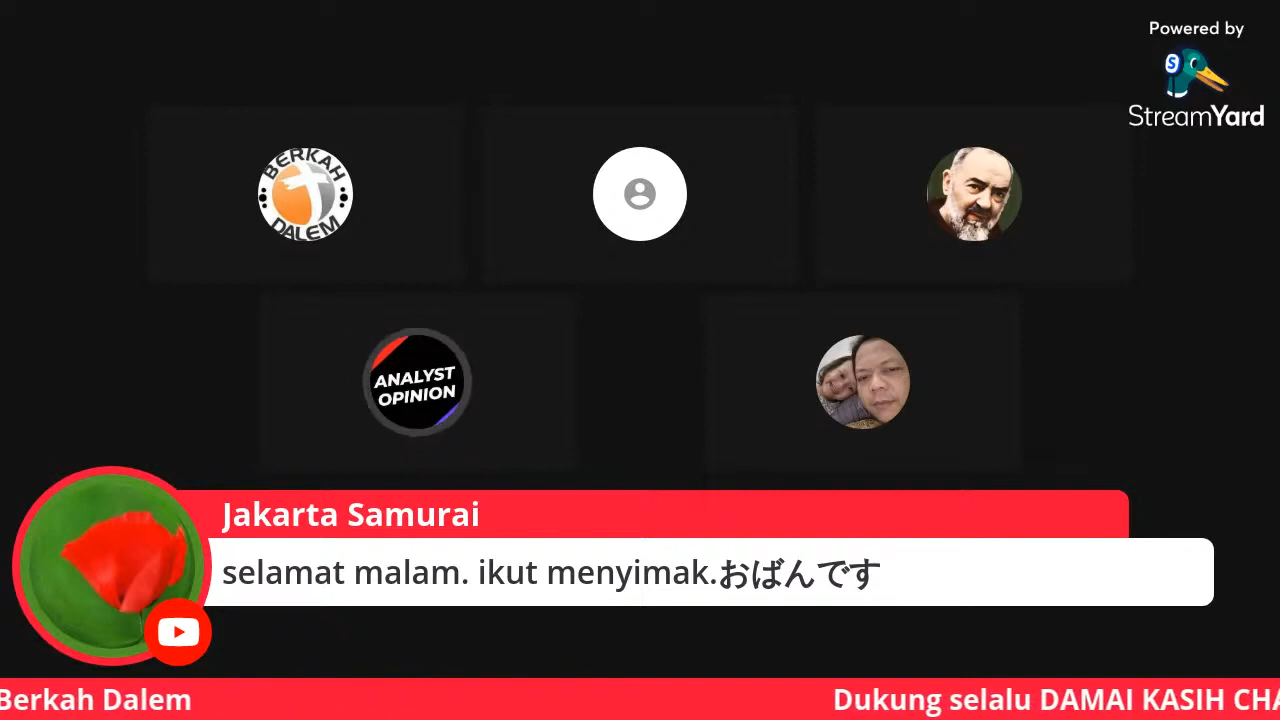 Powered by
S
StreamYard
BERKAH
DALEM
ANALYST
OPINION
Jakarta Samurai
selamat malam. ikut menyimak.おばんです
Berkah Dalem
Dukung selalu DAMAI KASIH CHA